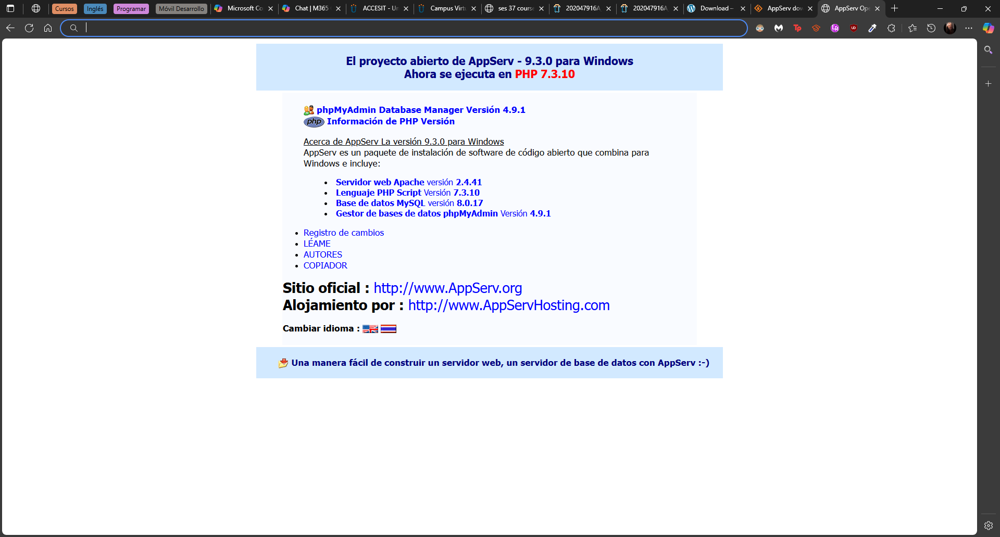 Cursos
Inglés
Programar
Móvil Desarrollo
Microsoft Co
Chat | M365
ACCESIT - Un
Campus Virtu
ses 37 course
202047916A
202047916A
Download –
AppServ dow
AppServ Ope
El proyecto abierto de AppServ - 9.3.0 para Windows
Ahora se ejecuta en PHP 7.3.10
phpMyAdmin Database Manager Versión 4.9.1
php Información de PHP Versión
Acerca de AppServ La versión 9.3.0 para Windows
AppServ es un paquete de instalación de software de código abierto que combina para
Windows e incluye:
• Servidor web Apache versión 2.4.41
• Lenguaje PHP Script Versión 7.3.10
• Base de datos MySQL versión 8.0.17
• Gestor de bases de datos phpMyAdmin Versión 4.9.1
• Registro de cambios
• LÉAME
• AUTORES
• COPIADOR
Sitio oficial : http://www.AppServ.org
Alojamiento por : http://www.AppServHosting.com
Cambiar idioma :
Una manera fácil de construir un servidor web, un servidor de base de datos con AppServ :-)